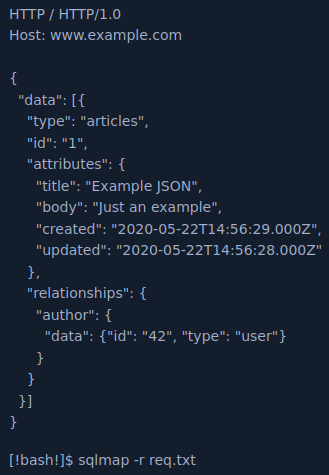 HTTP / HTTP/1.0
Host: www.example.com

{
  "data": [{
    "type": "articles",
    "id": "1",
    "attributes": {
      "title": "Example JSON",
      "body": "Just an example",
      "created": "2020-05-22T14:56:29.000Z",
      "updated": "2020-05-22T14:56:28.000Z"
    },
    "relationships": {
      "author": {
        "data": {"id": "42", "type": "user"}
      }
    }
  }]
}

[!bash!]$ sqlmap -r req.txt